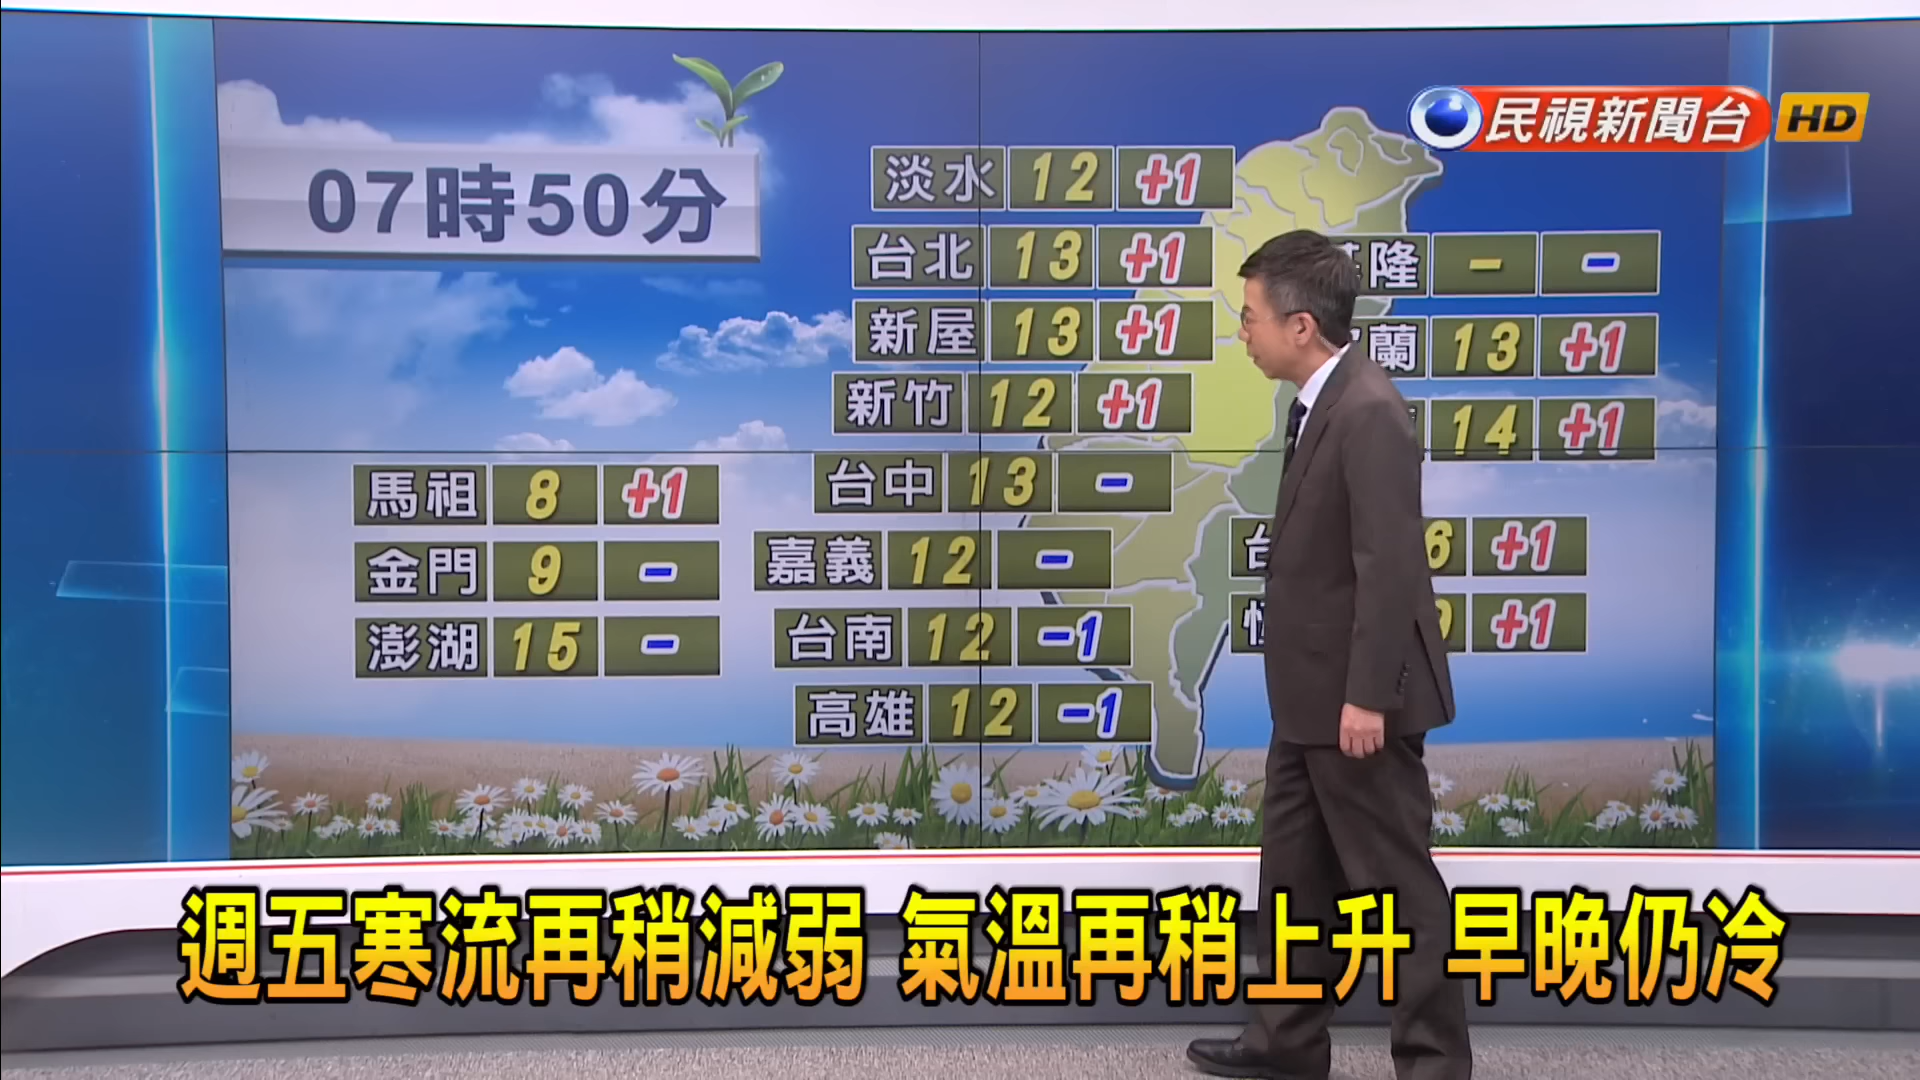 民視新聞台 HD
07時50分
淡水 12 +1
台北 13 +1
新屋 13 +1
新竹 12 +1
台中 13 -
嘉義 12 -
台南 12 -1
高雄 12 -1
馬祖 8 +1
金門 9 -
澎湖 15 -
隆 - -
蘭 13 +1
14 +1
台 6 +1
+1
週五寒流再稍減弱 氣溫再稍上升 早晚仍冷